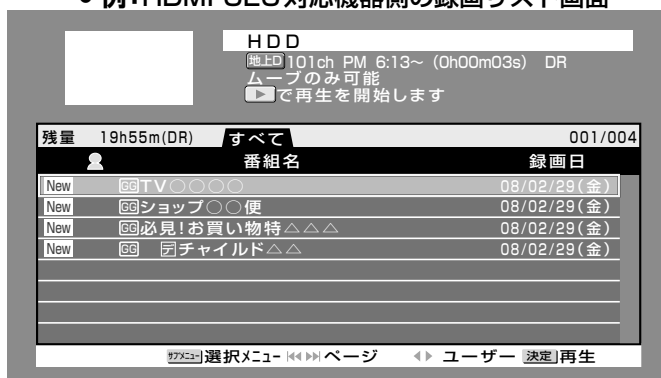 ● 例:HDMI CEC対応機器側の録画リスト画面
HDD
地上D 101ch PM 6:13~ (0h00m03s) DR
ムーブのみ可能
▶で再生を開始します
残量 19h55m(DR) すべて 001/004
番組名 録画日
New GG TV○○○○ 08/02/29(金)
New GG ショップ○○便 08/02/29(金)
New GG 必見!お買い物特△△△ 08/02/29(金)
New GG デ チャイルド△△ 08/02/29(金)
サブメニュー 選択メニュー ⏮⏭ ページ ◀▶ ユーザー 決定 再生